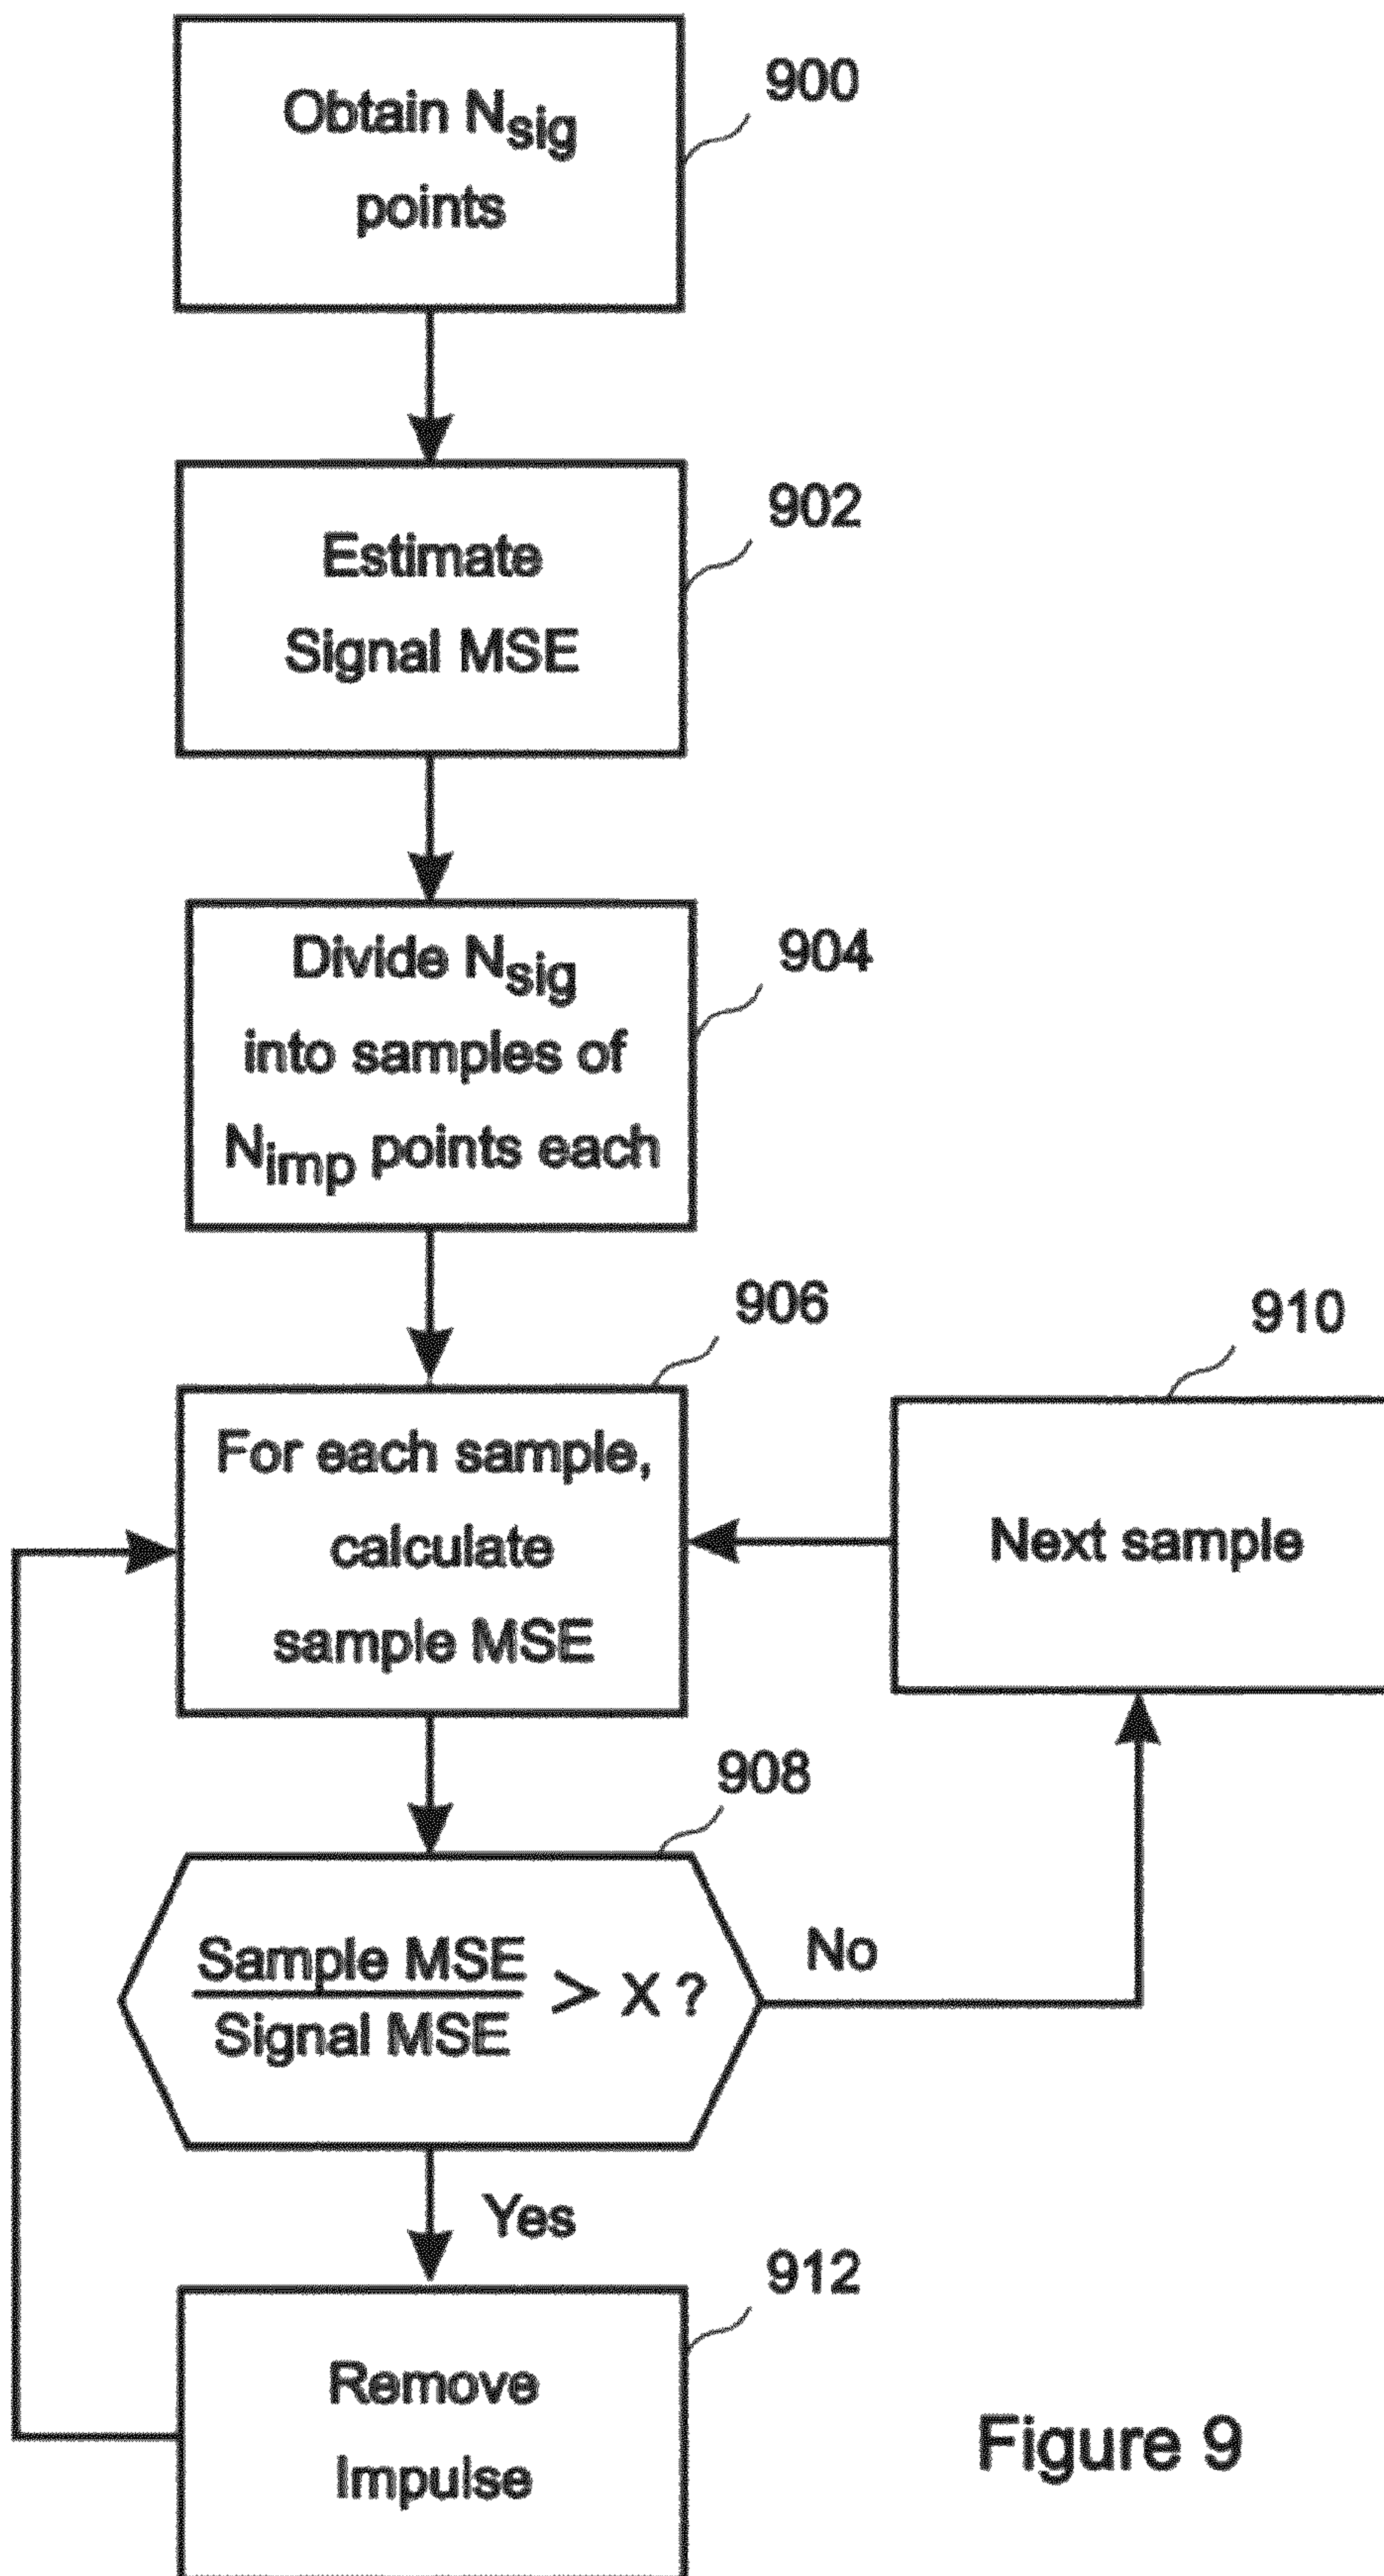 900
Obtain Nsig
points
902
Estimate
Signal MSE
904
Divide Nsig
into samples of
Nimp points each
906
For each sample,
calculate
sample MSE
910
Next sample
908
Sample MSE
Signal MSE
> X ?
No
Yes
912
Remove
Impulse
Figure 9